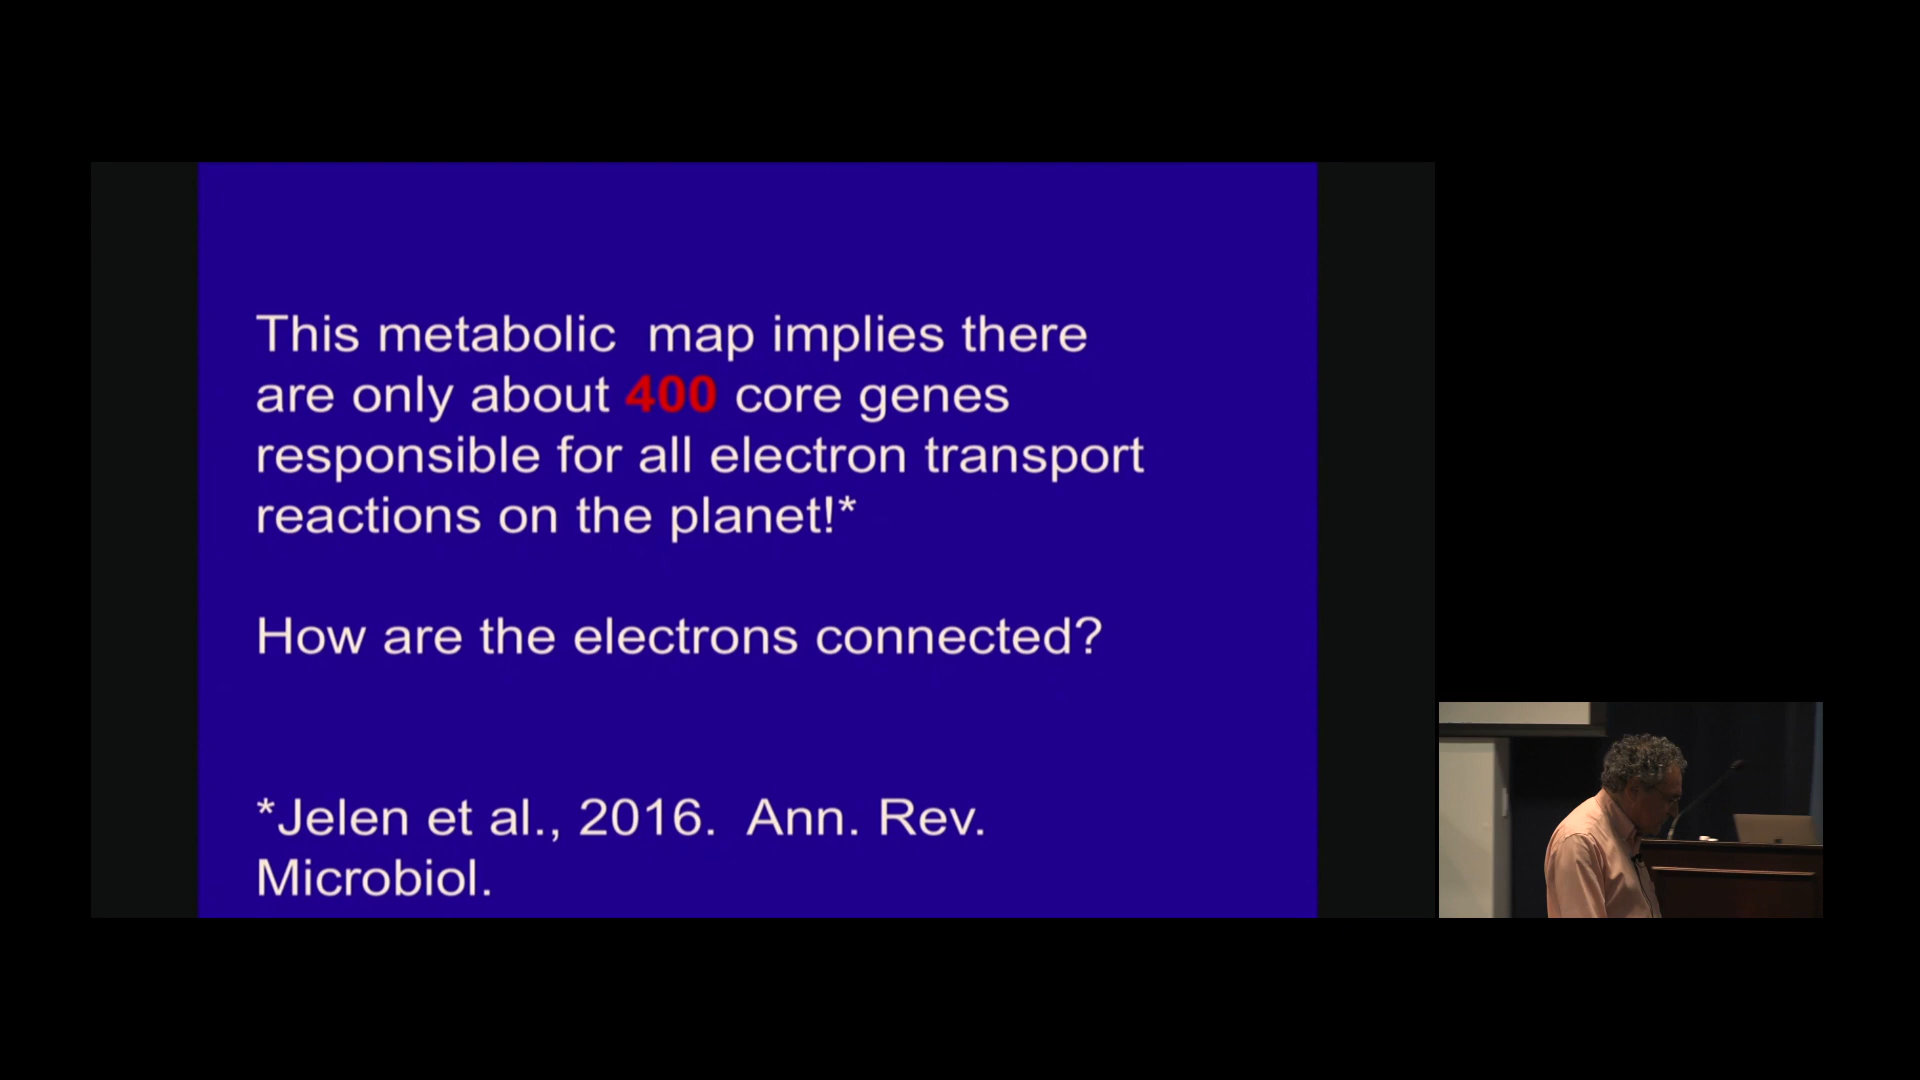 This metabolic  map implies there
are only about 400 core genes
responsible for all electron transport
reactions on the planet!*
How are the electrons connected?
*Jelen et al., 2016.  Ann. Rev.
Microbiol.